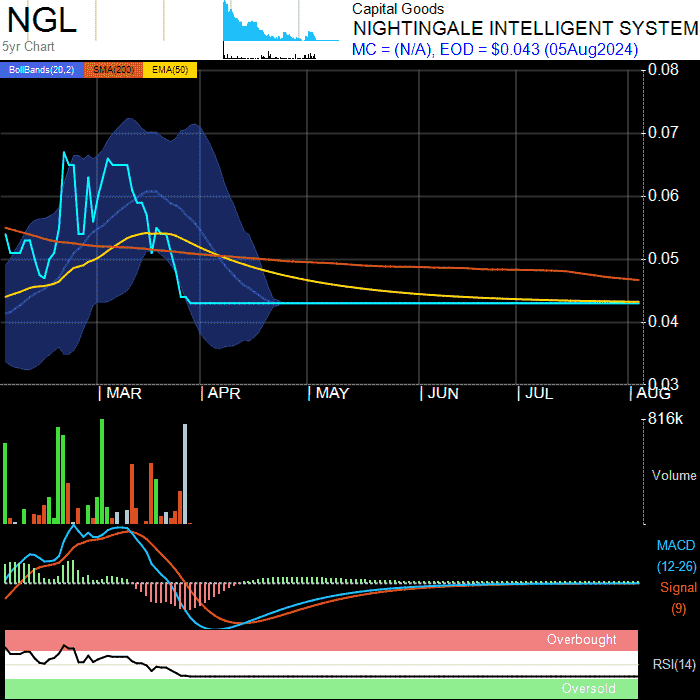 NGL
5yr Chart
Capital Goods
NIGHTINGALE INTELLIGENT SYSTEM
MC = (N/A), EOD = $0.043 (05Aug2024)
BollBands(20,2) SMA(200) EMA(50)
0.08
0.07
0.06
0.05
0.04
0.03
MAR APR MAY JUN JUL AUG
816k
Volume
MACD
(12-26)
Signal
(9)
Overbought
RSI(14)
Oversold